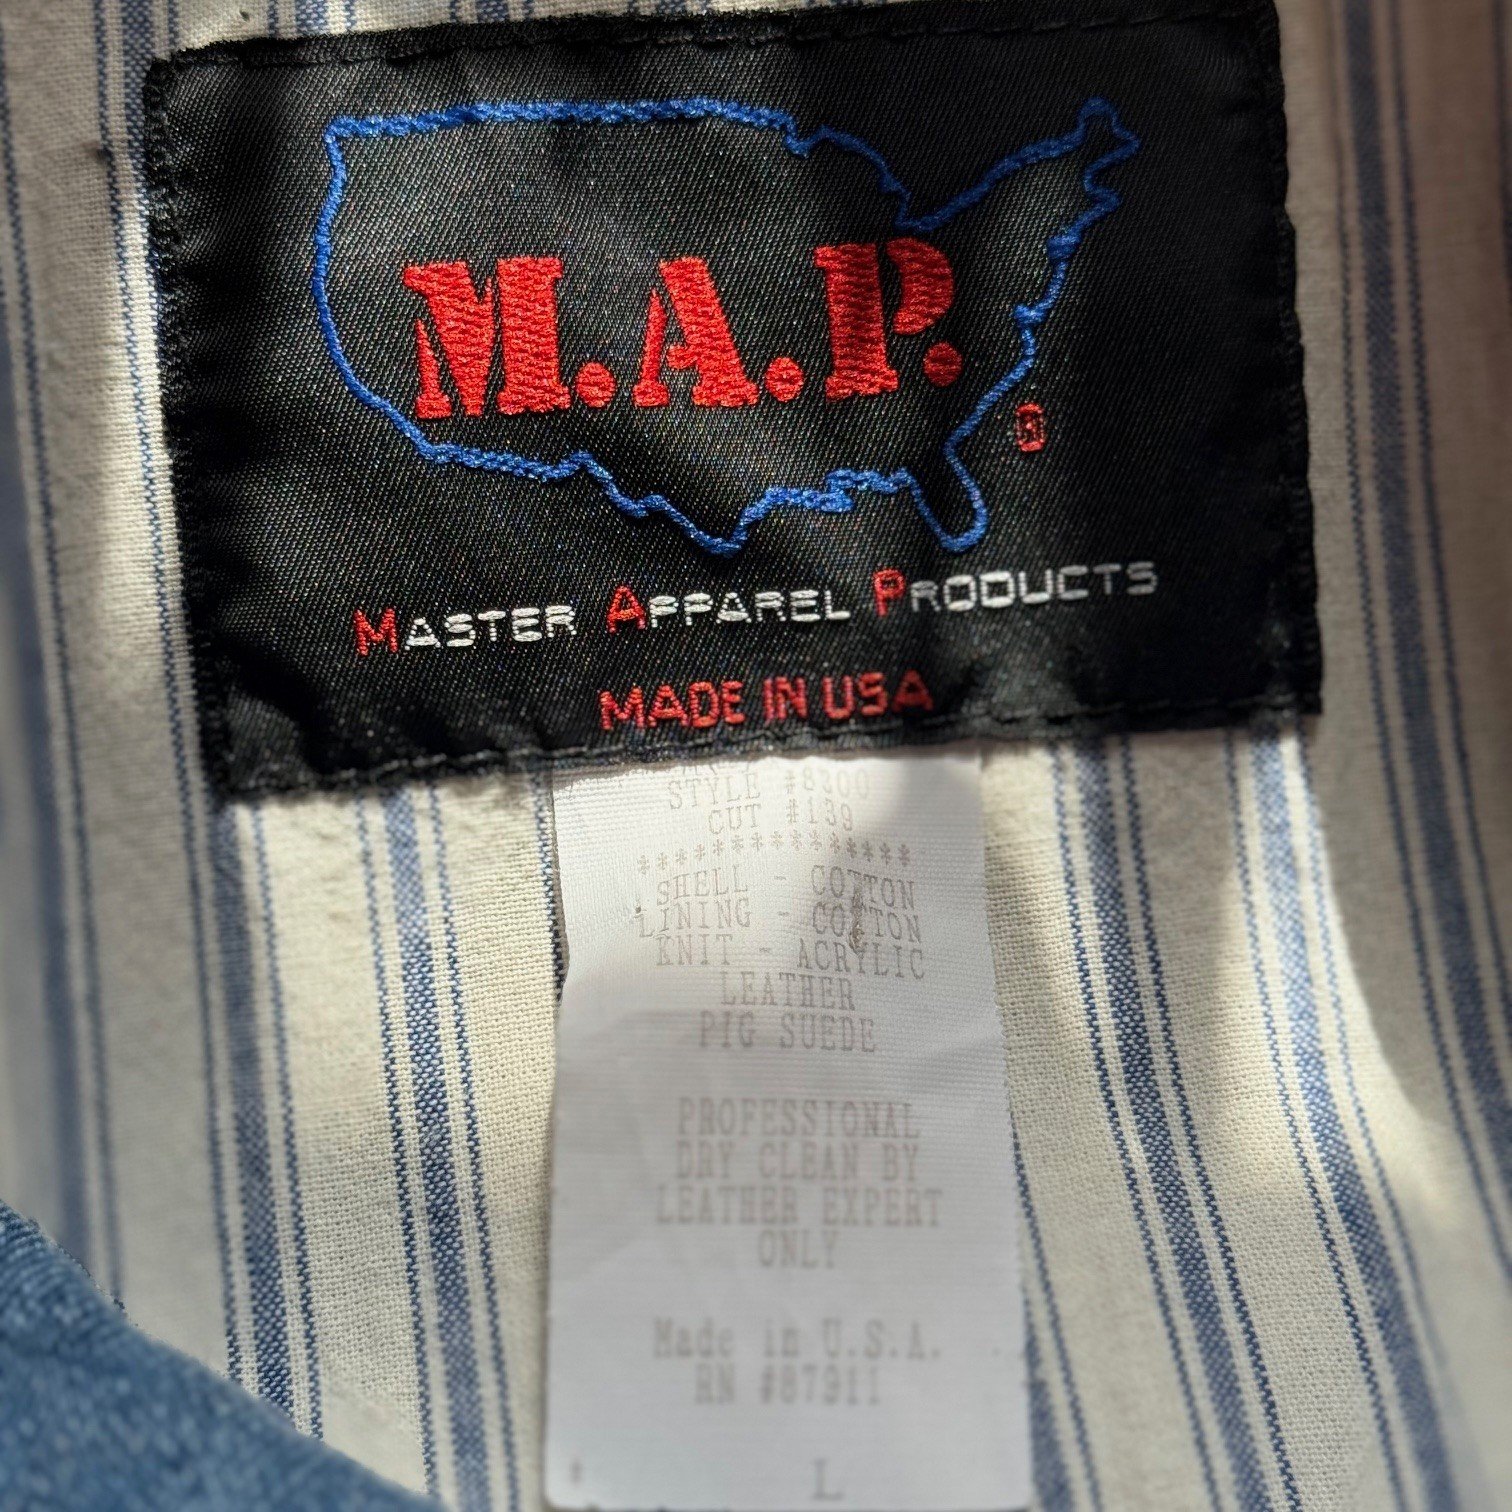 M.A.P.
®
MASTER APPAREL PRODUCTS
MADE IN USA
STYLE #8300
CUT #139
***************
SHELL - COTTON
LINING - COTTON
KNIT - ACRYLIC
LEATHER
PIG SUEDE
PROFESSIONAL
DRY CLEAN BY
LEATHER EXPERT
ONLY
Made in U.S.A.
RN #87911
L